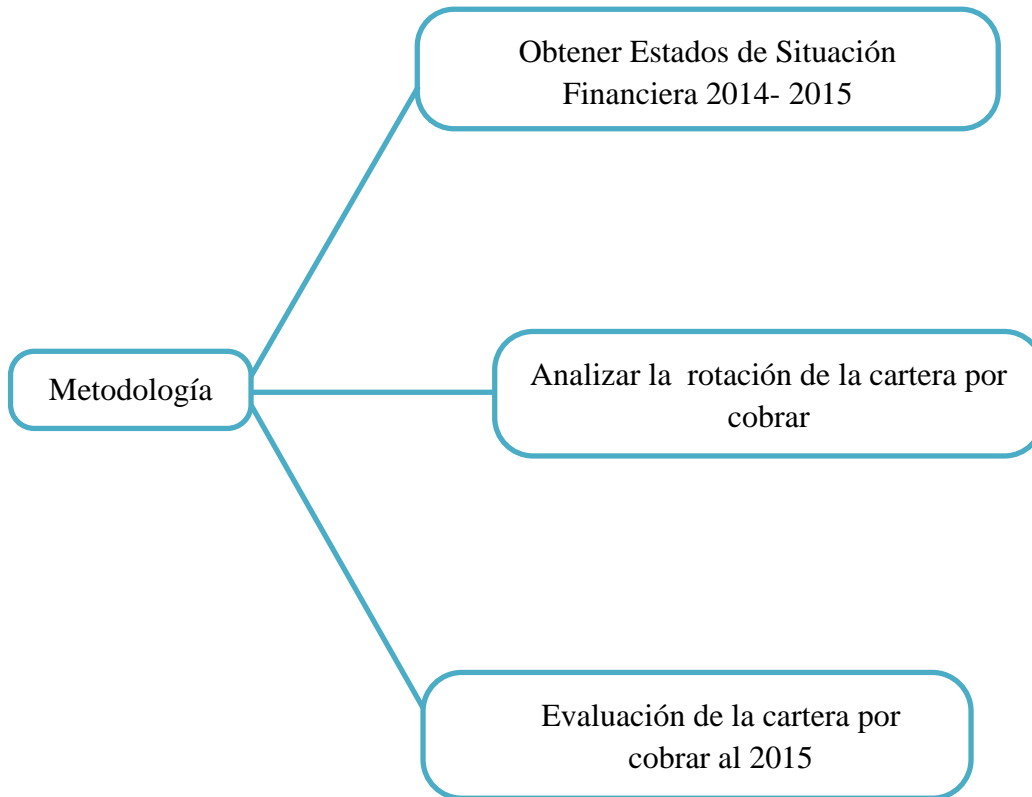 Obtener Estados de Situación
Financiera 2014- 2015
Metodología
Analizar la  rotación de la cartera por
cobrar
Evaluación de la cartera por
cobrar al 2015